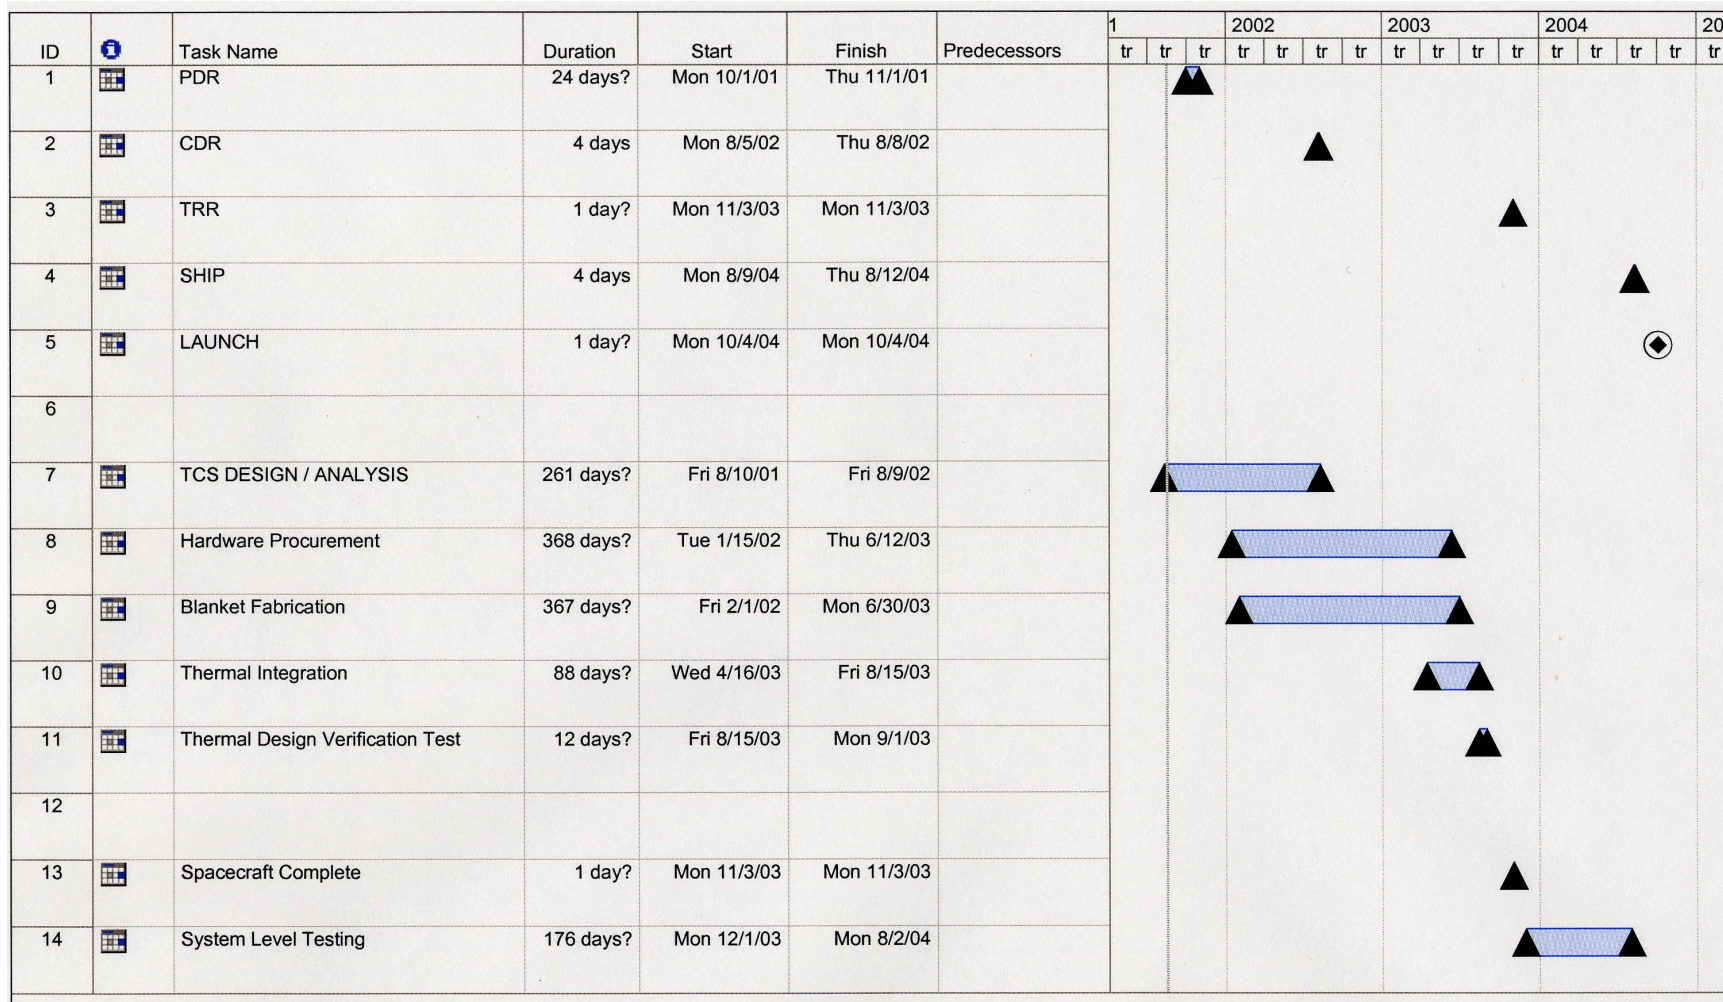 1 2002 2003 2004 20
ID Task Name Duration Start Finish Predecessors tr tr tr tr tr tr tr tr tr tr tr tr tr tr tr tr
1 PDR 24 days? Mon 10/1/01 Thu 11/1/01
2 CDR 4 days Mon 8/5/02 Thu 8/8/02
3 TRR 1 day? Mon 11/3/03 Mon 11/3/03
4 SHIP 4 days Mon 8/9/04 Thu 8/12/04
5 LAUNCH 1 day? Mon 10/4/04 Mon 10/4/04
6
7 TCS DESIGN / ANALYSIS 261 days? Fri 8/10/01 Fri 8/9/02
8 Hardware Procurement 368 days? Tue 1/15/02 Thu 6/12/03
9 Blanket Fabrication 367 days? Fri 2/1/02 Mon 6/30/03
10 Thermal Integration 88 days? Wed 4/16/03 Fri 8/15/03
11 Thermal Design Verification Test 12 days? Fri 8/15/03 Mon 9/1/03
12
13 Spacecraft Complete 1 day? Mon 11/3/03 Mon 11/3/03
14 System Level Testing 176 days? Mon 12/1/03 Mon 8/2/04